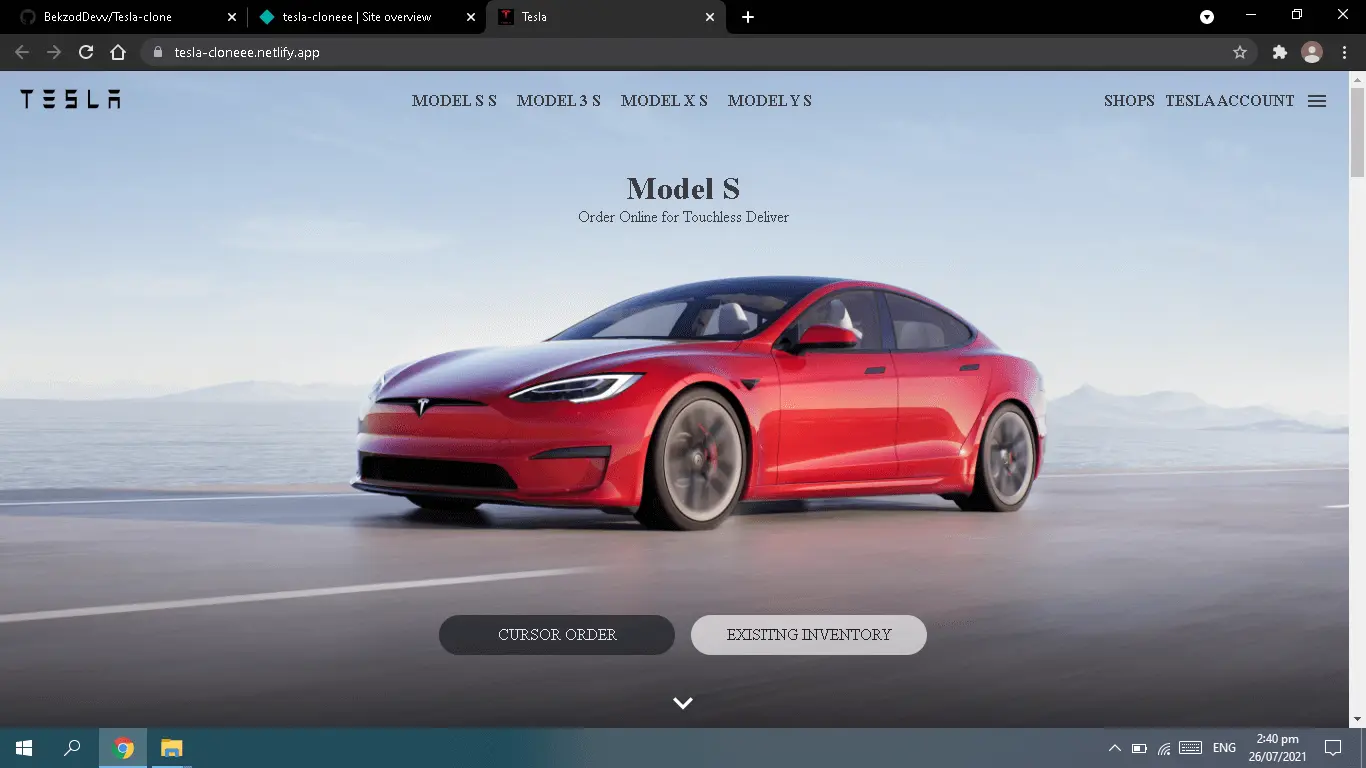 BekzodDevv/Tesla-clone
tesla-cloneee | Site overview
Tesla
tesla-cloneee.netlify.app
TESLA
MODEL S S MODEL 3 S MODEL X S MODEL Y S
SHOPS TESLA ACCOUNT
Model S
Order Online for Touchless Deliver
CURSOR ORDER
EXISITNG INVENTORY
ENG
2:40 pm
26/07/2021